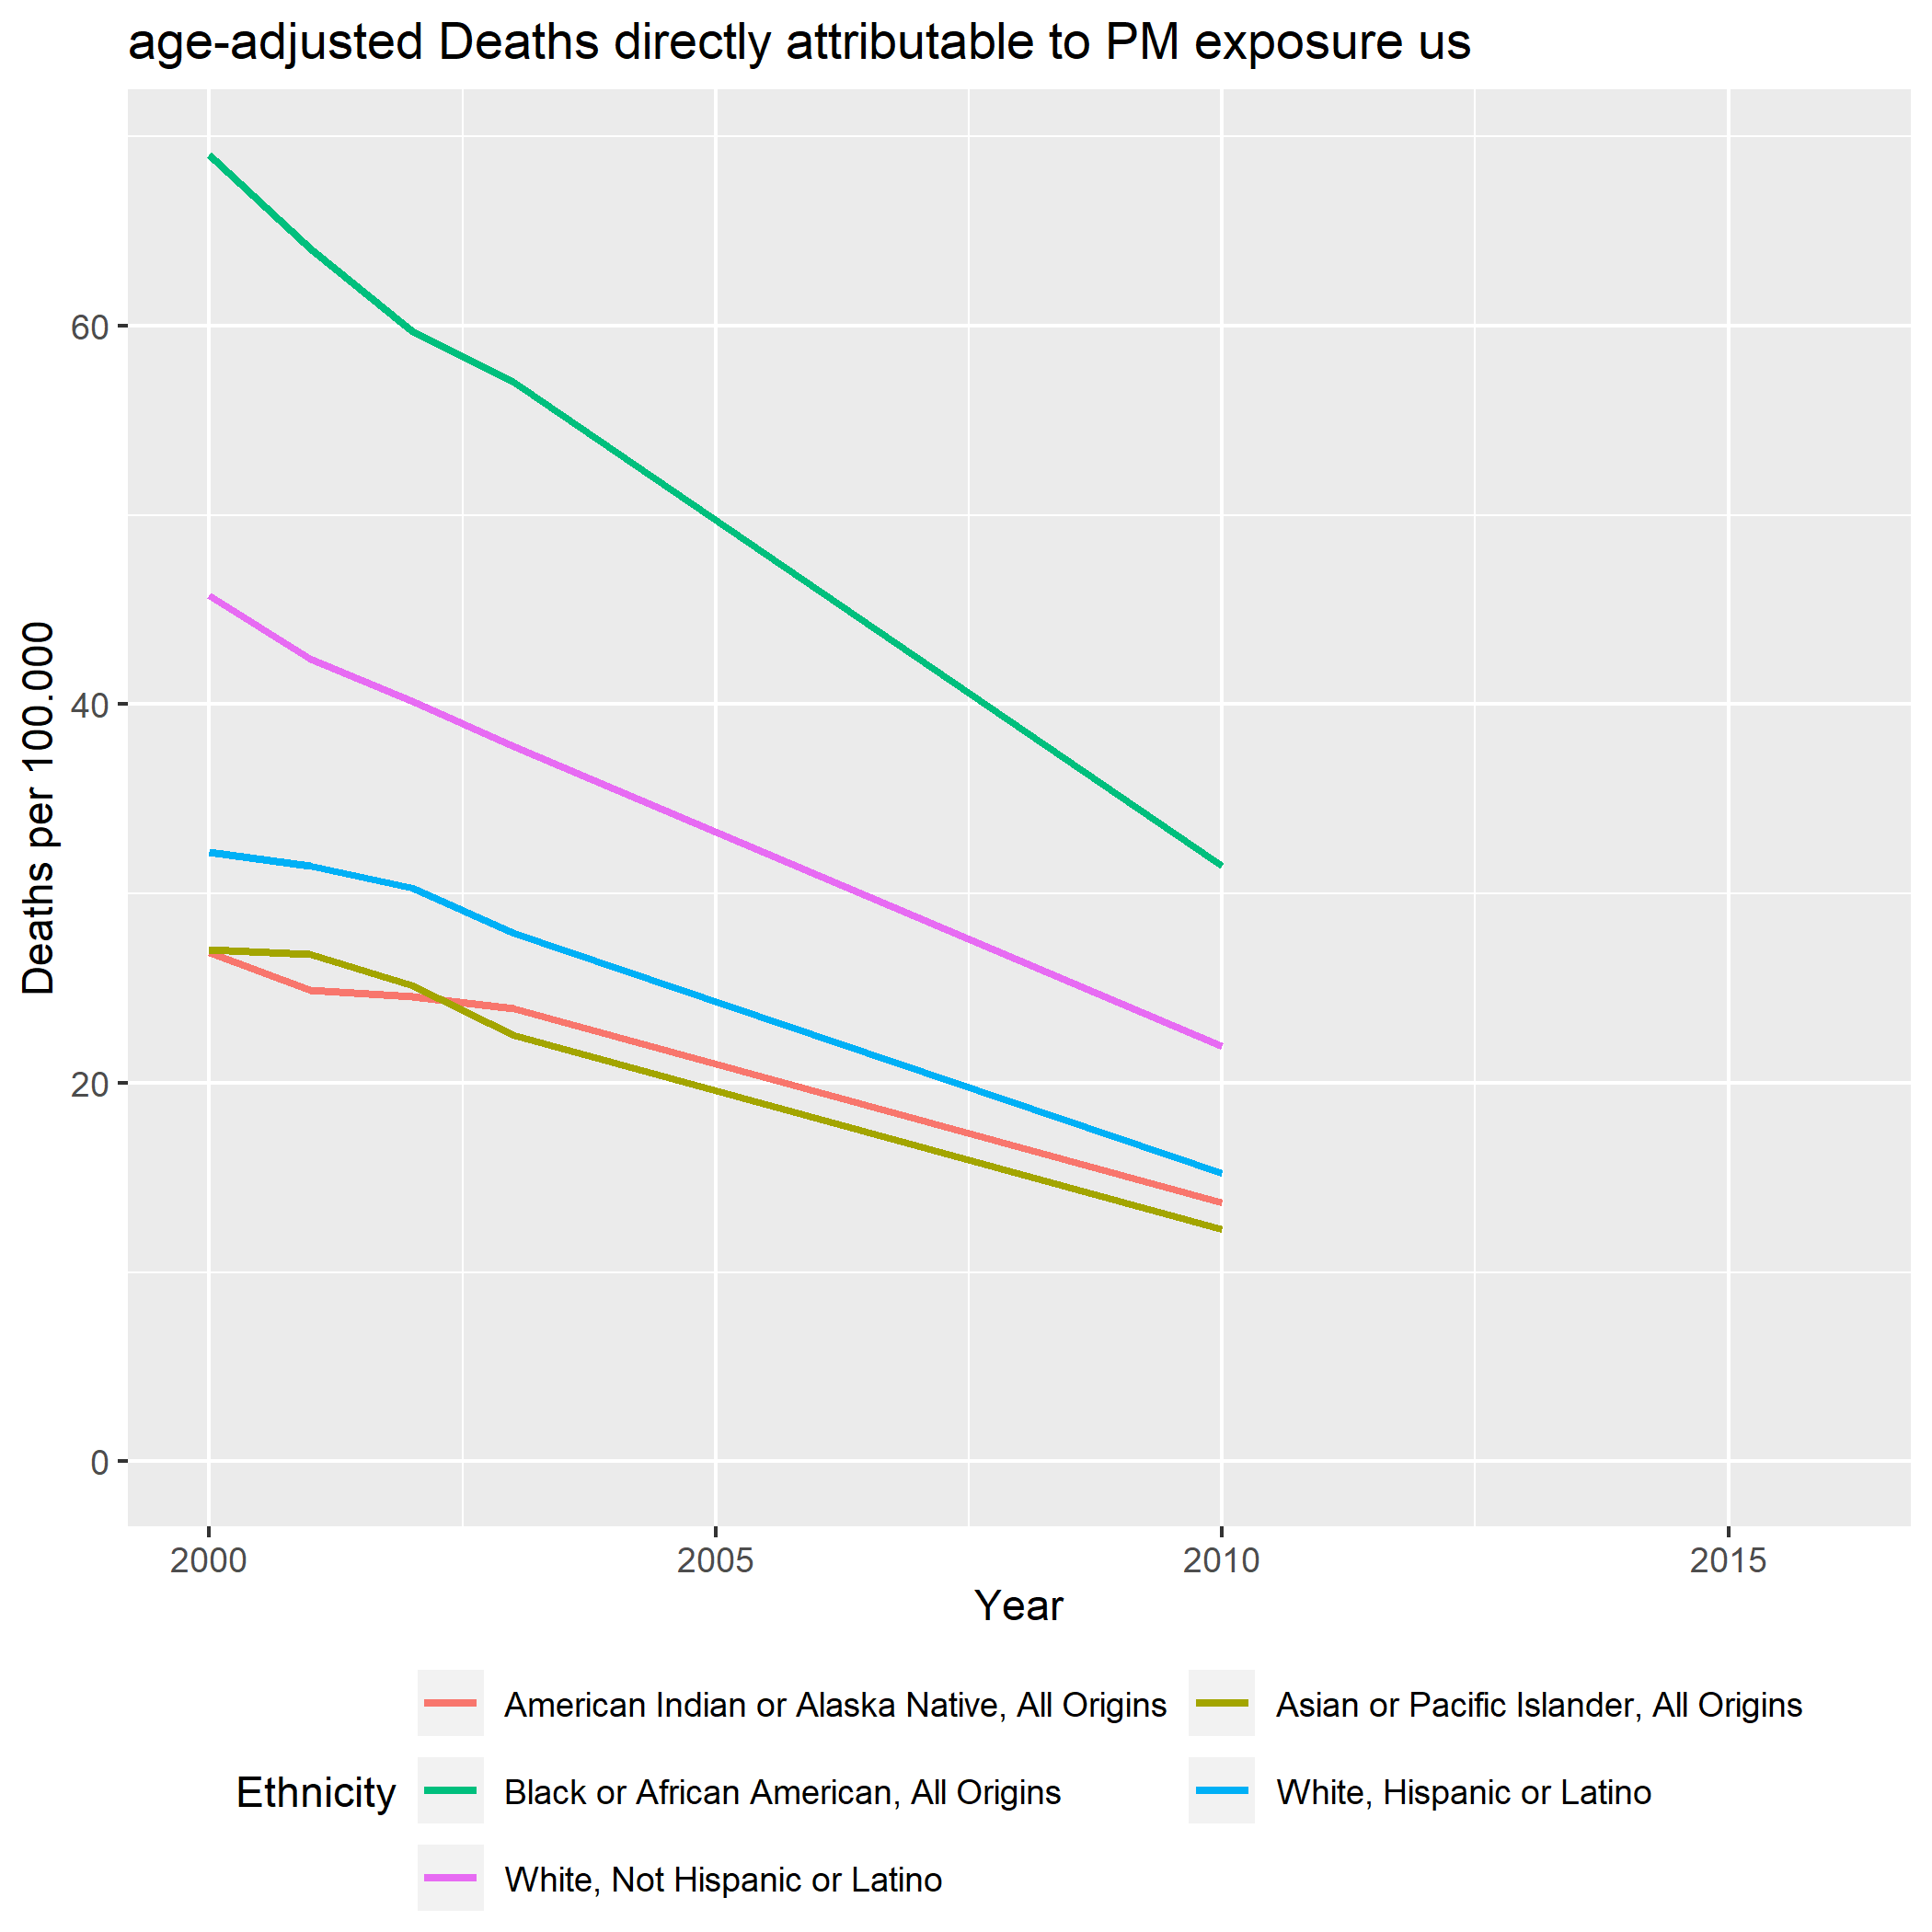 age-adjusted Deaths directly attributable to PM exposure us
Deaths per 100.000
60
40
20
0
2000 2005 2010 2015
Year
Ethnicity
American Indian or Alaska Native, All Origins
Asian or Pacific Islander, All Origins
Black or African American, All Origins
White, Hispanic or Latino
White, Not Hispanic or Latino